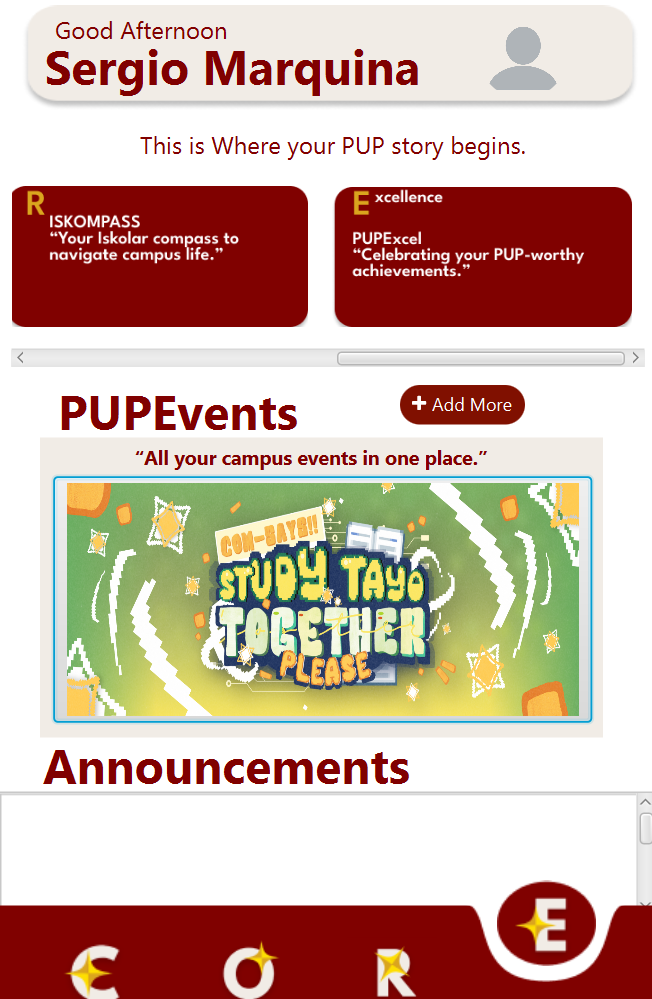 Good Afternoon
Sergio Marquina
This is Where your PUP story begins.
R
ISKOMPASS
“Your Iskolar compass to
navigate campus life.”
E xcellence
PUPExcel
“Celebrating your PUP-worthy
achievements.”
PUPEvents
+ Add More
“All your campus events in one place.”
COM-BAYS!!
STUDY TAYO
TOGETHER
PLEASE
Announcements
C O R E